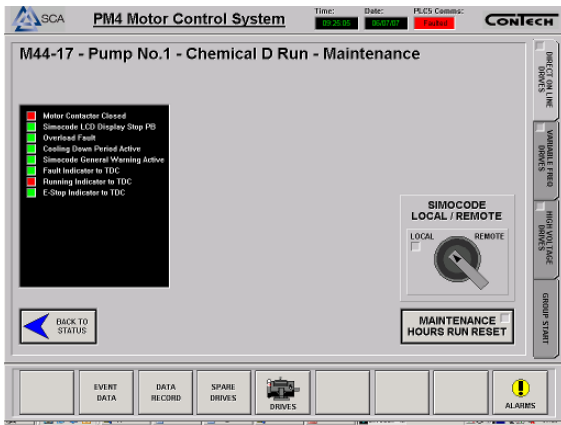 SCA
PM4 Motor Control System
Time:
09:25:05
Date:
06/07/07
PLC5 Comms:
Faulted
CONTECH
M44-17 - Pump No.1 - Chemical D Run - Maintenance
Motor Contactor Closed
Simocode LCD Display Stop PB
Overload Fault
Cooling Down Period Active
Simocode General Warning Active
Fault Indicator to TDC
Running Indicator to TDC
E-Stop Indicator to TDC
SIMOCODE
LOCAL / REMOTE
LOCAL
REMOTE
BACK TO
STATUS
MAINTENANCE
HOURS RUN RESET
DIRECT ON LINE
DRIVES
VARIABLE FREQ
DRIVES
HIGH VOLTAGE
DRIVES
GROUP START
EVENT
DATA
DATA
RECORD
SPARE
DRIVES
DRIVES
ALARMS